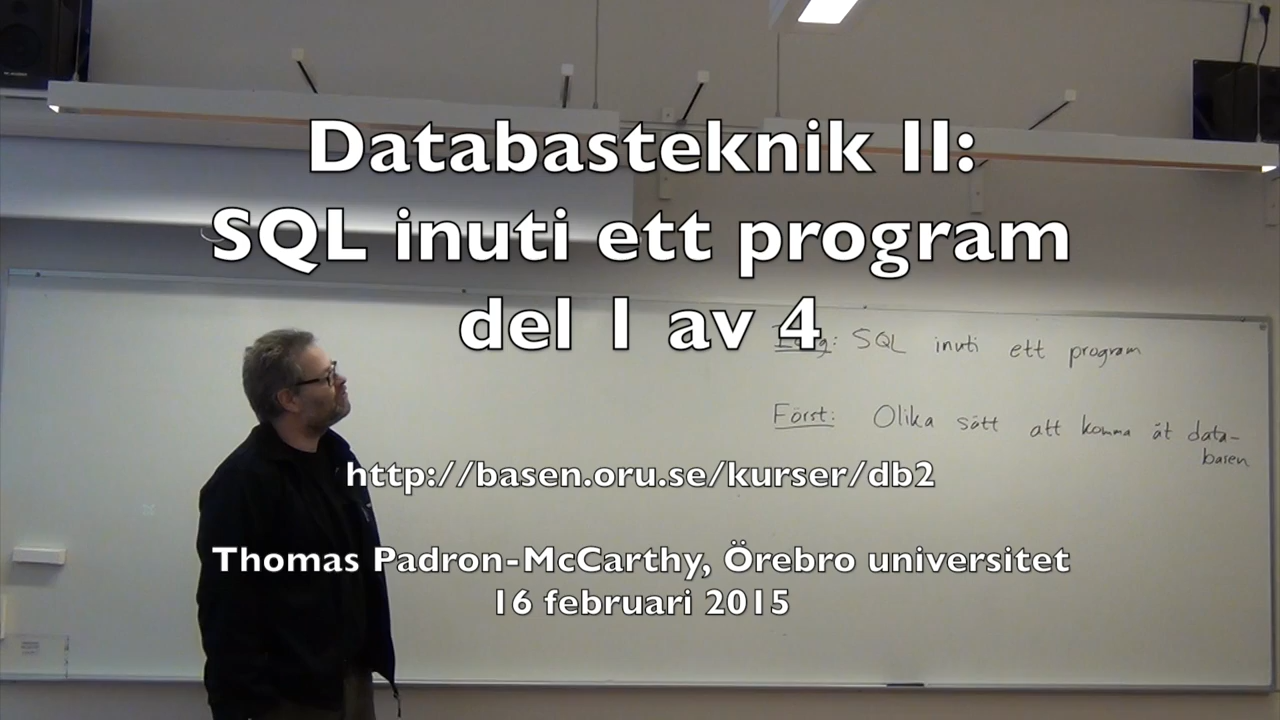 Databasteknik II:
SQL inuti ett program
del 1 av 4
SQL inuti ett program
Först: Olika sätt att komma åt data-
basen
http://basen.oru.se/kurser/db2
Thomas Padron-McCarthy, Örebro universitet
16 februari 2015